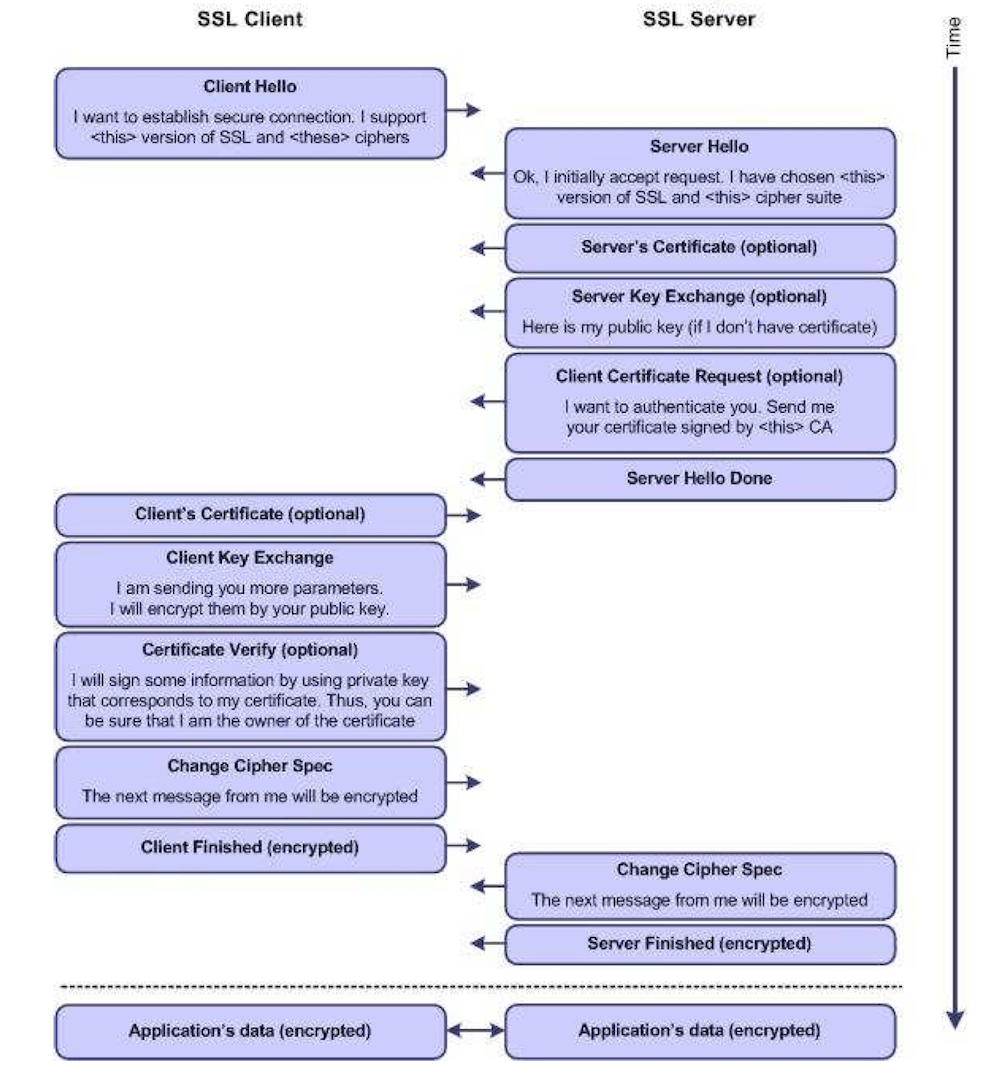 SSL Client
SSL Server
Time
Client Hello
I want to establish secure connection. I support
<this> version of SSL and <these> ciphers
Server Hello
Ok, I initially accept request. I have chosen <this>
version of SSL and <this> cipher suite
Server's Certificate (optional)
Server Key Exchange (optional)
Here is my public key (if I don't have certificate)
Client Certificate Request (optional)
I want to authenticate you. Send me
your certificate signed by <this> CA
Server Hello Done
Client's Certificate (optional)
Client Key Exchange
I am sending you more parameters.
I will encrypt them by your public key.
Certificate Verify (optional)
I will sign some information by using private key
that corresponds to my certificate. Thus, you can
be sure that I am the owner of the certificate
Change Cipher Spec
The next message from me will be encrypted
Client Finished (encrypted)
Change Cipher Spec
The next message from me will be encrypted
Server Finished (encrypted)
Application's data (encrypted)
Application's data (encrypted)